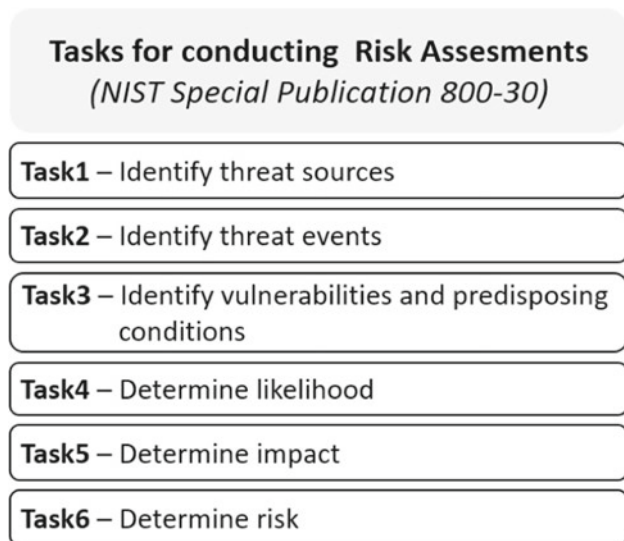 Tasks for conducting Risk Assesments
(NIST Special Publication 800-30)
Task1 – Identify threat sources
Task2 – Identify threat events
Task3 – Identify vulnerabilities and predisposing
conditions
Task4 – Determine likelihood
Task5 – Determine impact
Task6 – Determine risk